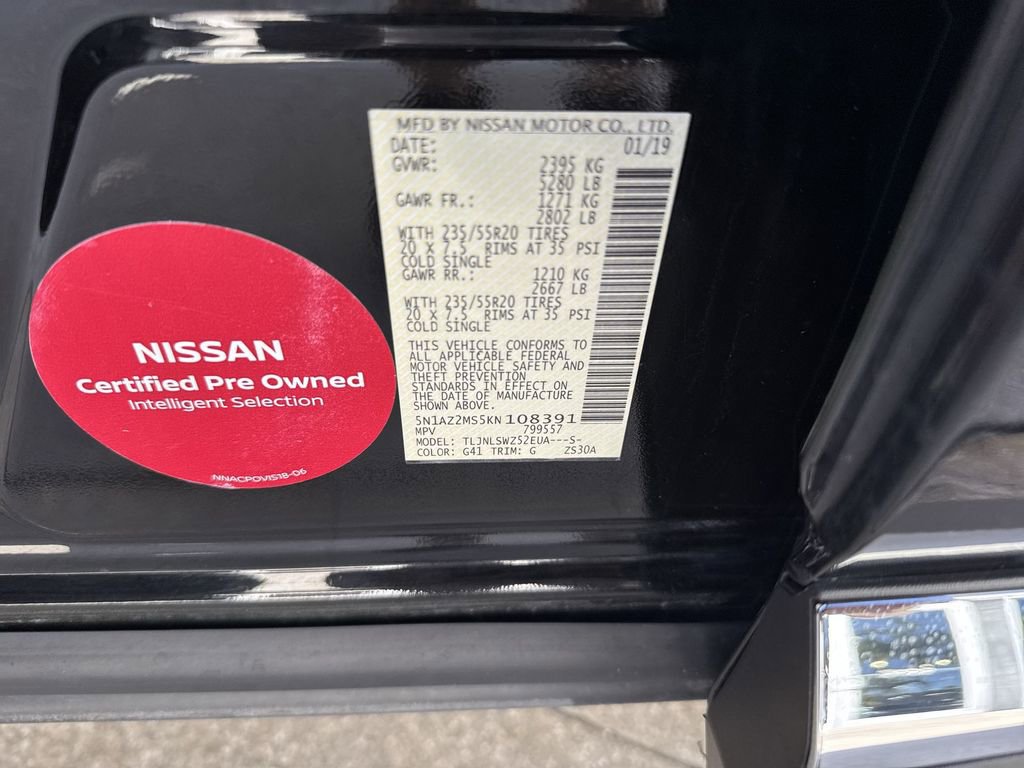 MFD BY NISSAN MOTOR CO., LTD.
DATE: 01/19
GVWR: 2395 KG
5280 LB
GAWR FR.: 1271 KG
2802 LB
WITH 235/55R20 TIRES
20 X 7.5 RIMS AT 35 PSI
COLD SINGLE
GAWR RR.: 1210 KG
2667 LB
WITH 235/55R20 TIRES
20 X 7.5 RIMS AT 35 PSI
COLD SINGLE
THIS VEHICLE CONFORMS TO
ALL APPLICABLE FEDERAL
MOTOR VEHICLE SAFETY AND
THEFT PREVENTION
STANDARDS IN EFFECT ON
THE DATE OF MANUFACTURE
SHOWN ABOVE.
5N1AZ2MS5KN 108391
MPV 799557
MODEL: TLJNLSWZ52EUA---S-
COLOR: G41 TRIM: G ZS30A
NISSAN
Certified Pre Owned
Intelligent Selection
NNACPOVIS18-06